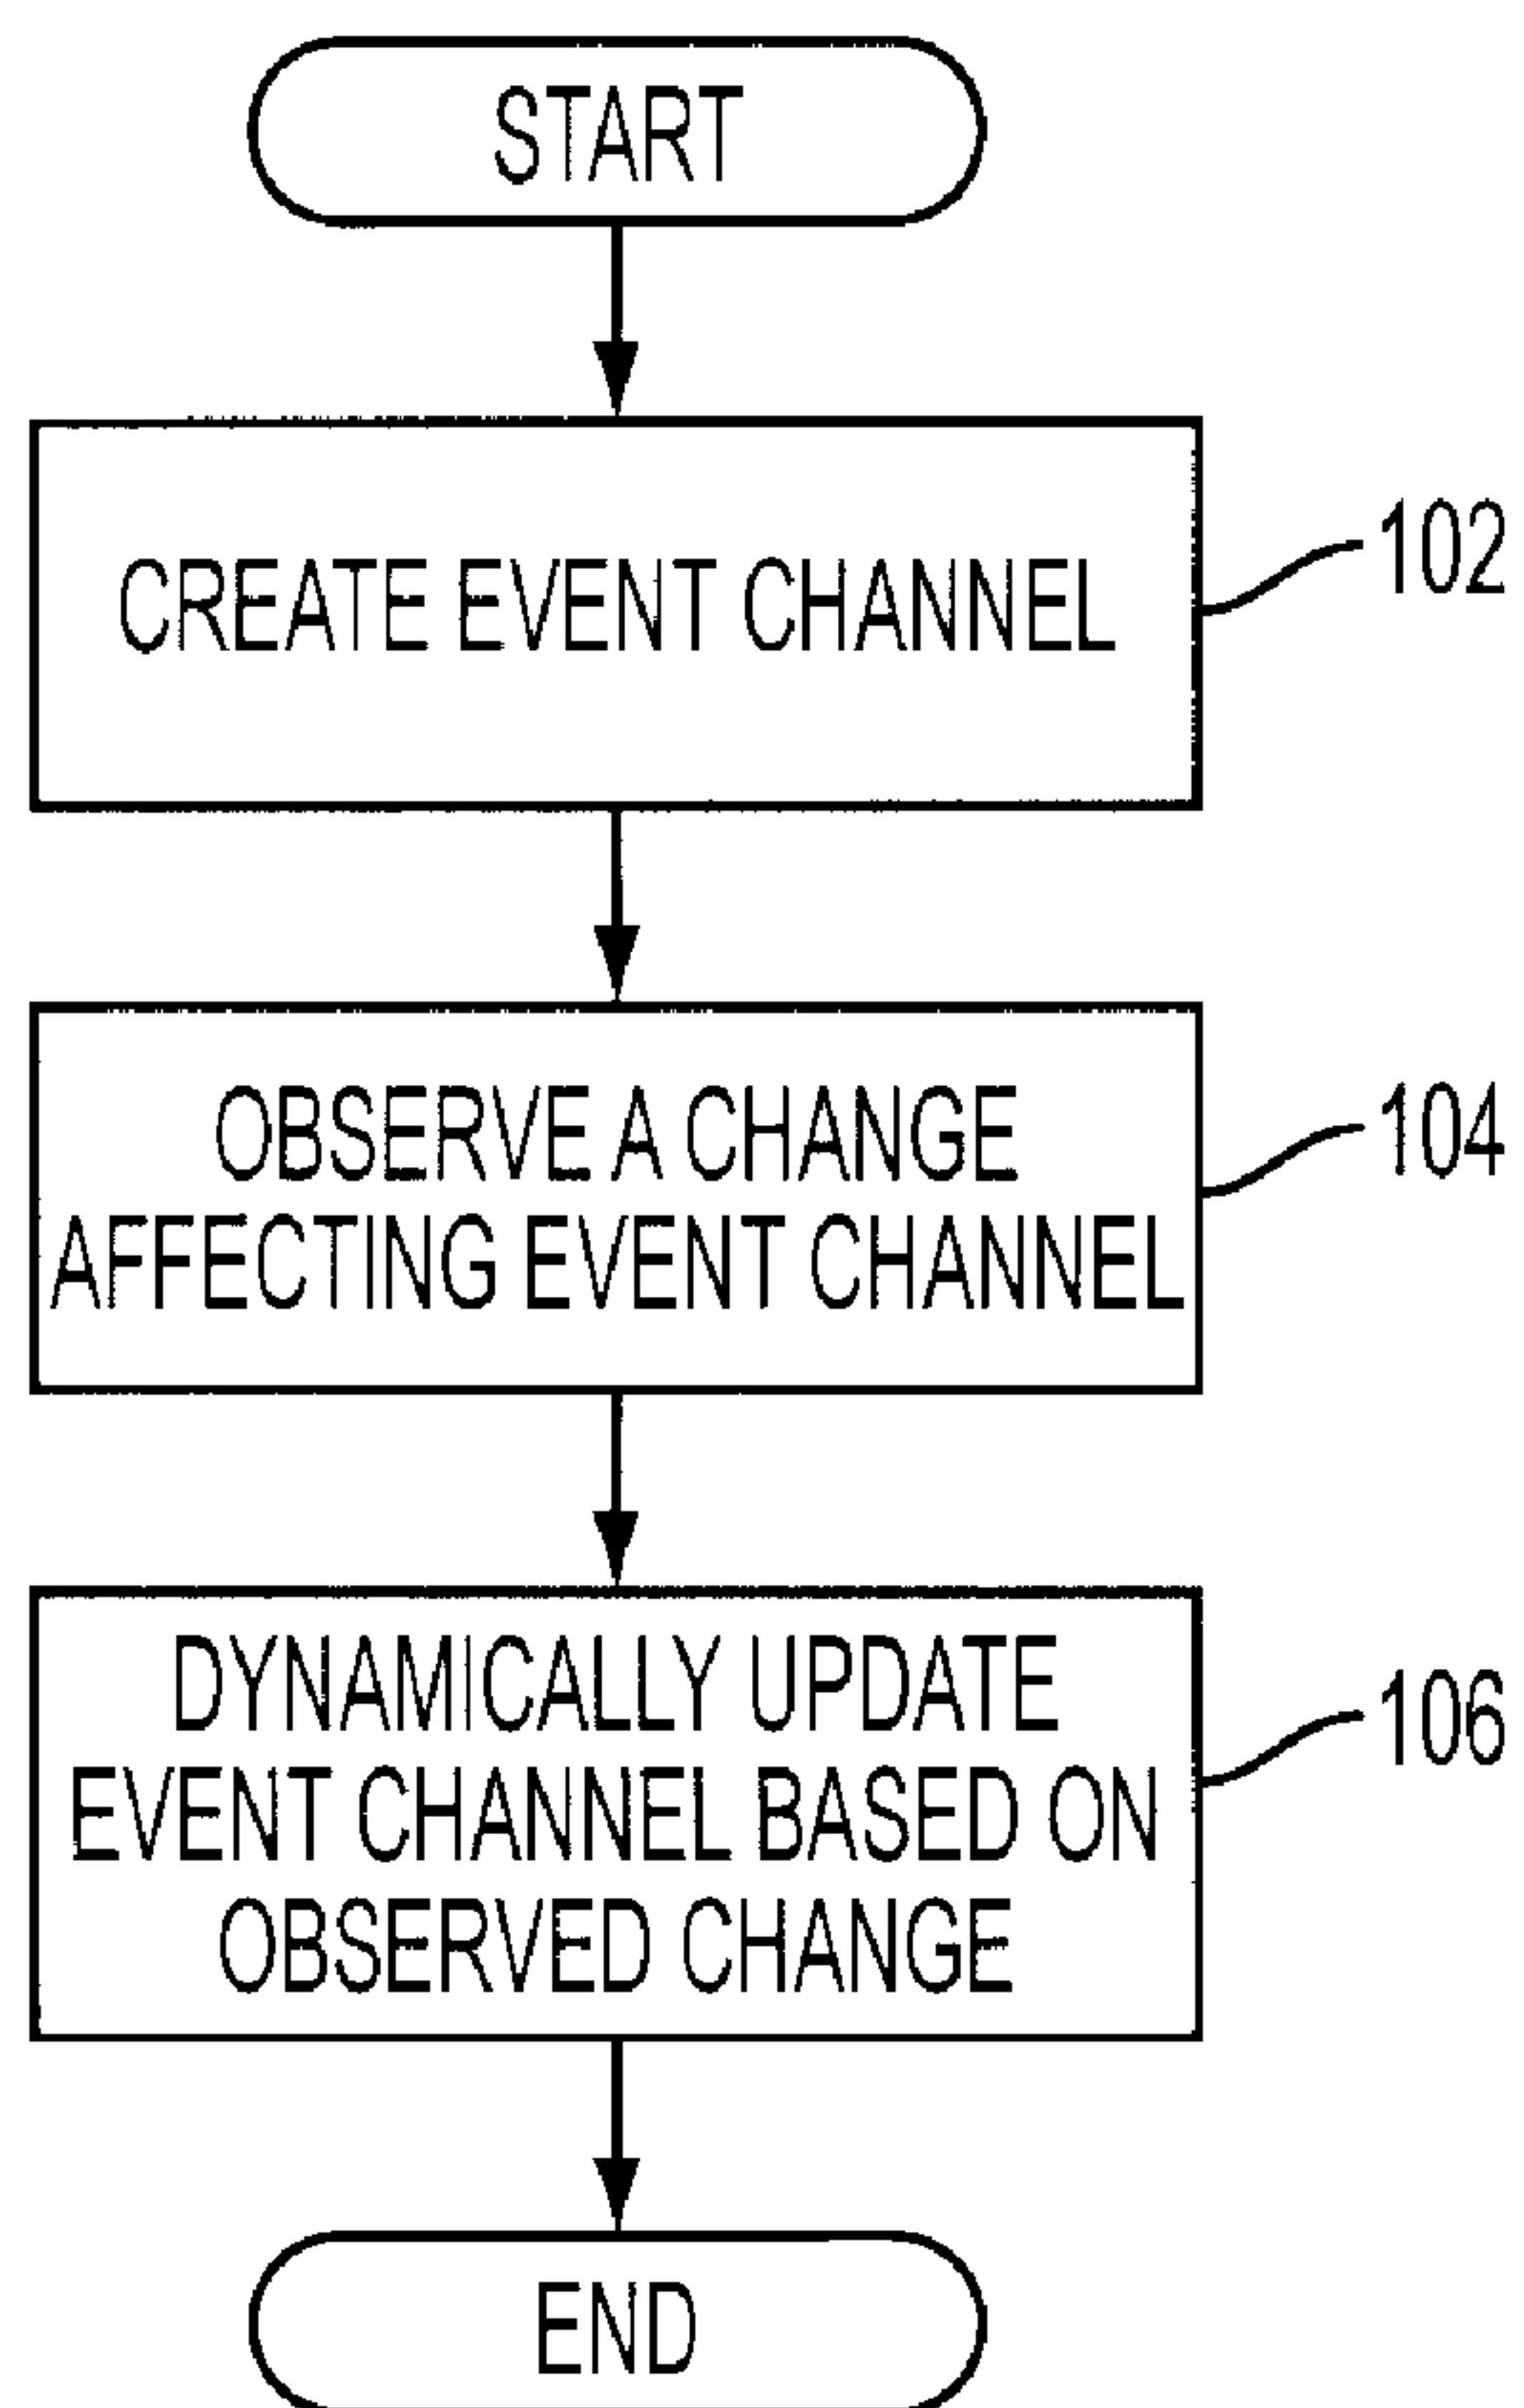 START
CREATE EVENT CHANNEL
102
OBSERVE A CHANGE
AFFECTING EVENT CHANNEL
104
DYNAMICALLY UPDATE
EVENT CHANNEL BASED ON
OBSERVED CHANGE
106
END